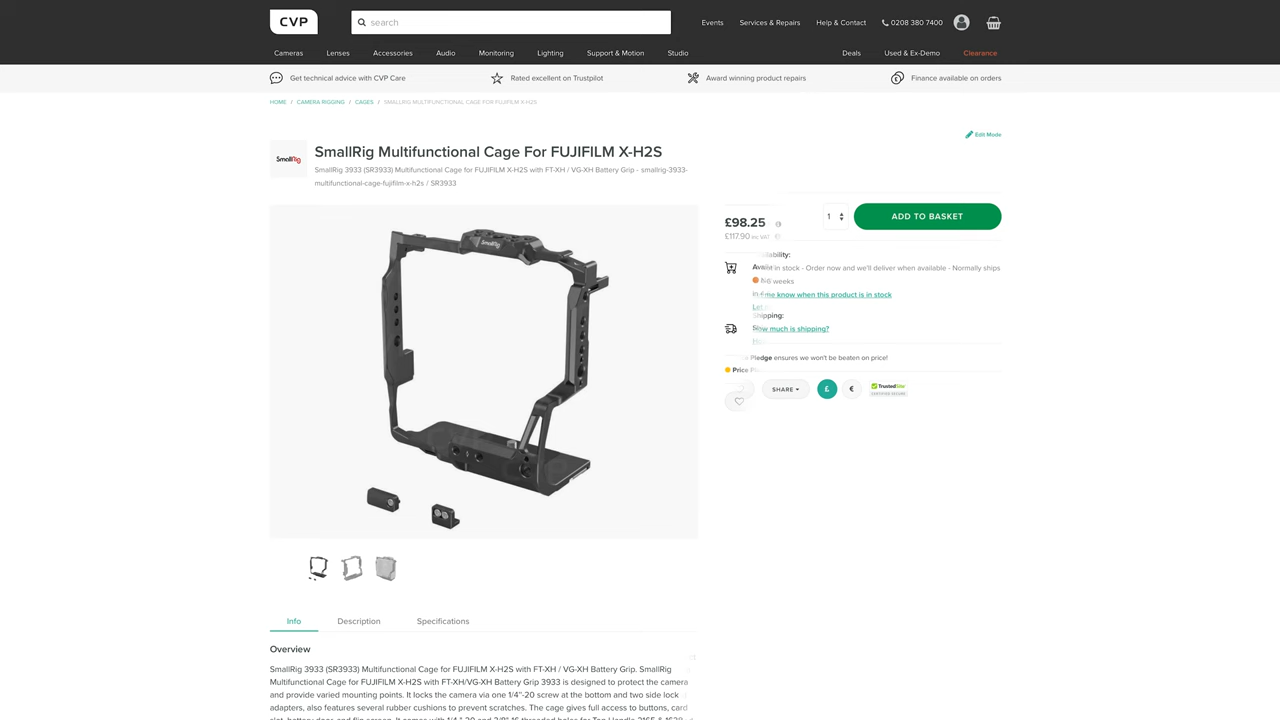 CVP
search
Events
Services & Repairs
Help & Contact
0208 380 7400
Cameras
Lenses
Accessories
Audio
Monitoring
Lighting
Support & Motion
Studio
Deals
Used & Ex-Demo
Clearance
Get technical advice with CVP Care
Rated excellent on Trustpilot
Award winning product repairs
Finance available on orders
HOME / CAMERA RIGGING / CAGES / SMALLRIG MULTIFUNCTIONAL CAGE FOR FUJIFILM X-H2S
Edit Mode
SmallRig
SmallRig Multifunctional Cage For FUJIFILM X-H2S
SmallRig 3933 (SR3933) Multifunctional Cage for FUJIFILM X-H2S with FT-XH / VG-XH Battery Grip - smallrig-3933-
multifunctional-cage-fujifilm-x-h2s / SR3933
SmallRig
£98.25
£117.90 inc VAT
1
ADD TO BASKET
in stock - Order now and we'll deliver when available - Normally ships
weeks
me know when this product is in stock
Let
hipping:
ow much is shipping?
Pledge ensures we won't be beaten on price!
Price
SHARE
£
€
TrustedSite
CERTIFIED SECURE
Info
Description
Specifications
Overview
SmallRig 3933 (SR3933) Multifunctional Cage for FUJIFILM X-H2S with FT-XH / VG-XH Battery Grip. SmallRig
Multifunctional Cage for FUJIFILM X-H2S with FT-XH/VG-XH Battery Grip 3933 is designed to protect the camera
and provide varied mounting points. It locks the camera via one 1/4"-20 screw at the bottom and two side lock
adapters, also features several rubber cushions to prevent scratches. The cage gives full access to buttons, card